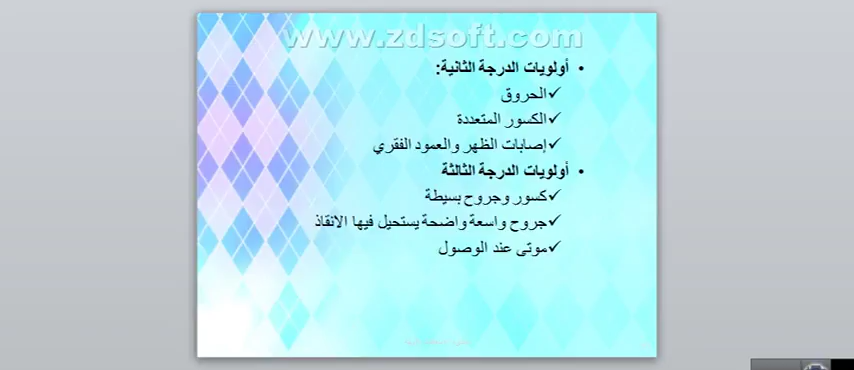 www.zdsoft.com
• أولويات الدرجة الثانية:
✓الحروق
✓الكسور المتعددة
✓إصابات الظهر والعمود الفقري
• أولويات الدرجة الثالثة
✓كسور وجروح بسيطة
✓جروح واسعة واضحة يستحيل فيها الانقاذ
✓موتى عند الوصول